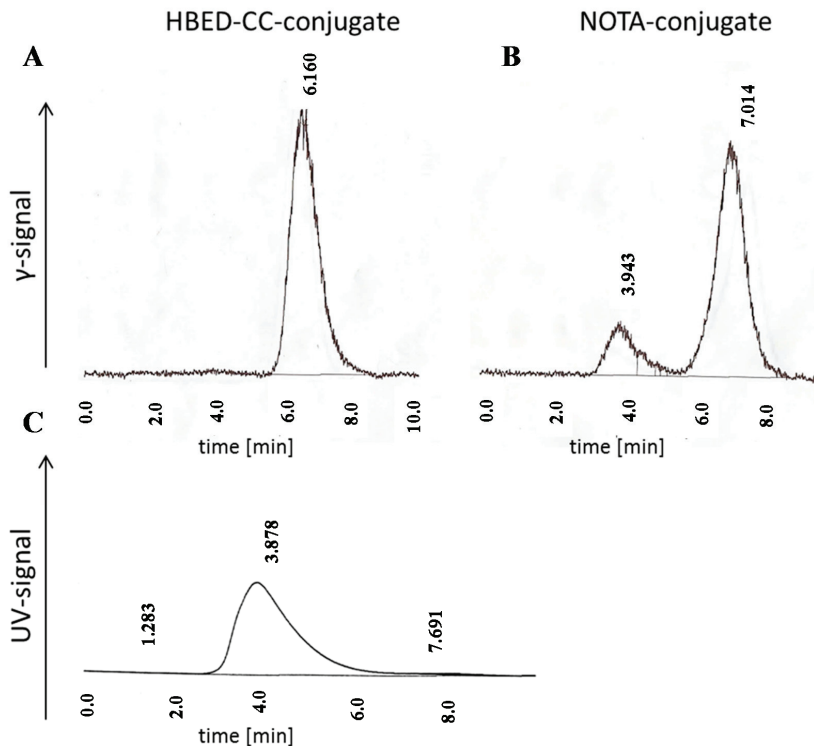 HBED-CC-conjugate
NOTA-conjugate
A
B
6.160
7.014
3.943
γ-signal
0.0 2.0 4.0 6.0 8.0 10.0
time [min]
0.0 2.0 4.0 6.0 8.0
time [min]
C
3.878
1.283
7.691
UV-signal
0.0 2.0 4.0 6.0 8.0
time [min]